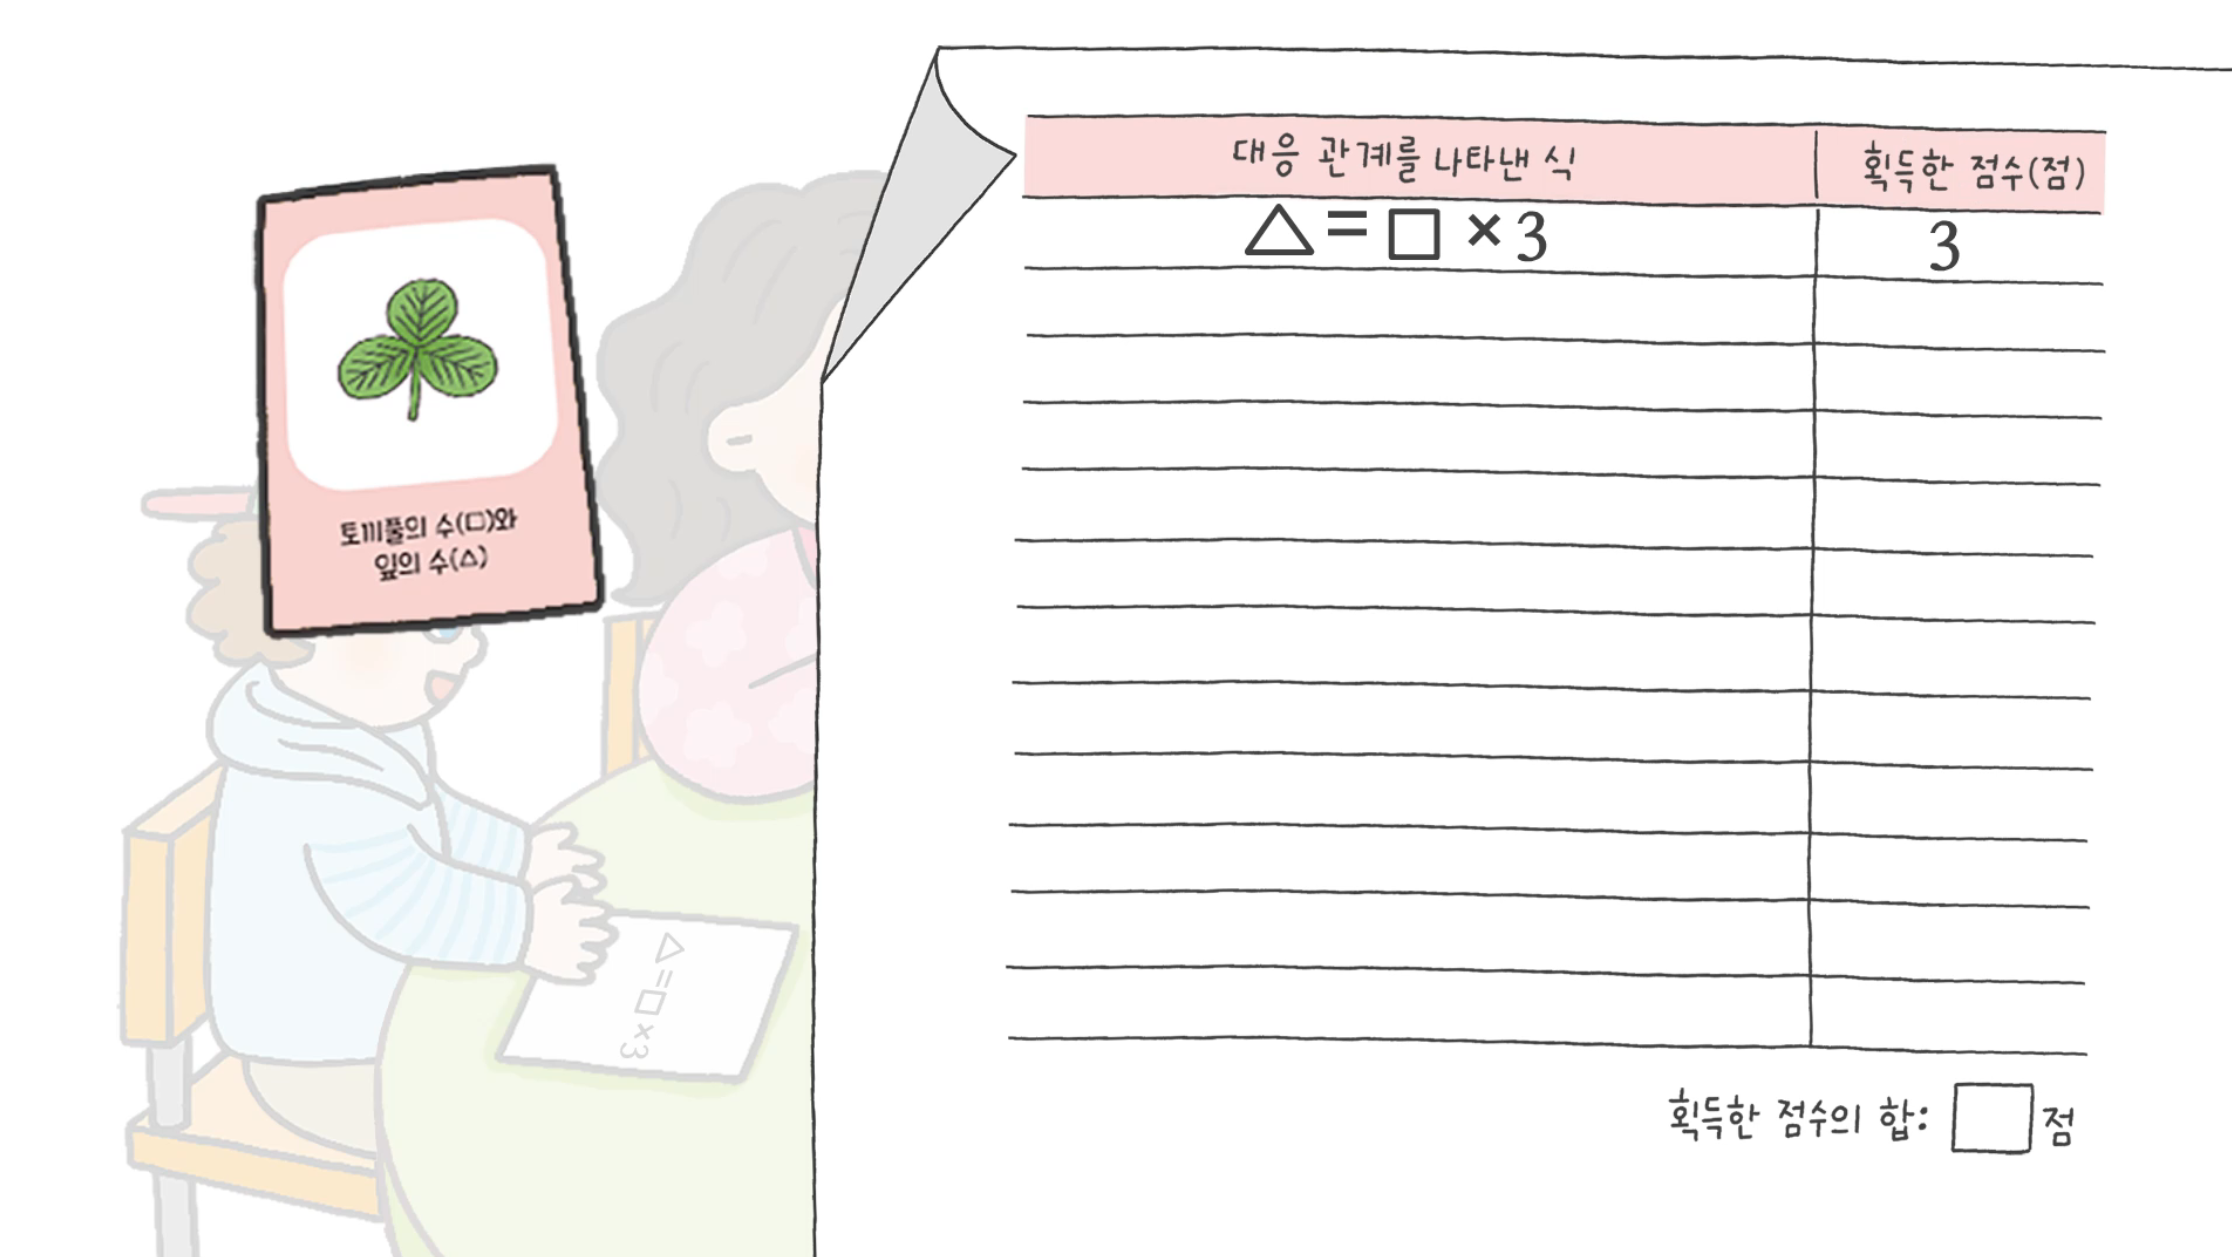 토끼풀의 수(□)와
잎의 수(△)
△=□×3
대응 관계를 나타낸 식
획득한 점수(점)
△=□×3
3
획득한 점수의 합: □ 점